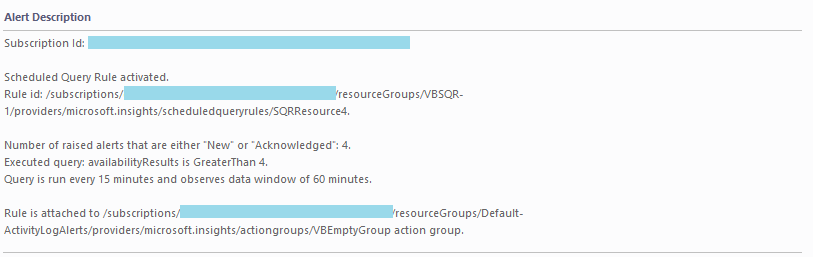 Alert Description
Subscription Id:
Scheduled Query Rule activated.
Rule id: /subscriptions/ /resourceGroups/VBSQR-
1/providers/microsoft.insights/scheduledqueryrules/SQRResource4.
Number of raised alerts that are either "New" or "Acknowledged": 4.
Executed query: availabilityResults is GreaterThan 4.
Query is run every 15 minutes and observes data window of 60 minutes.
Rule is attached to /subscriptions/ /resourceGroups/Default-
ActivityLogAlerts/providers/microsoft.insights/actiongroups/VBEmptyGroup action group.